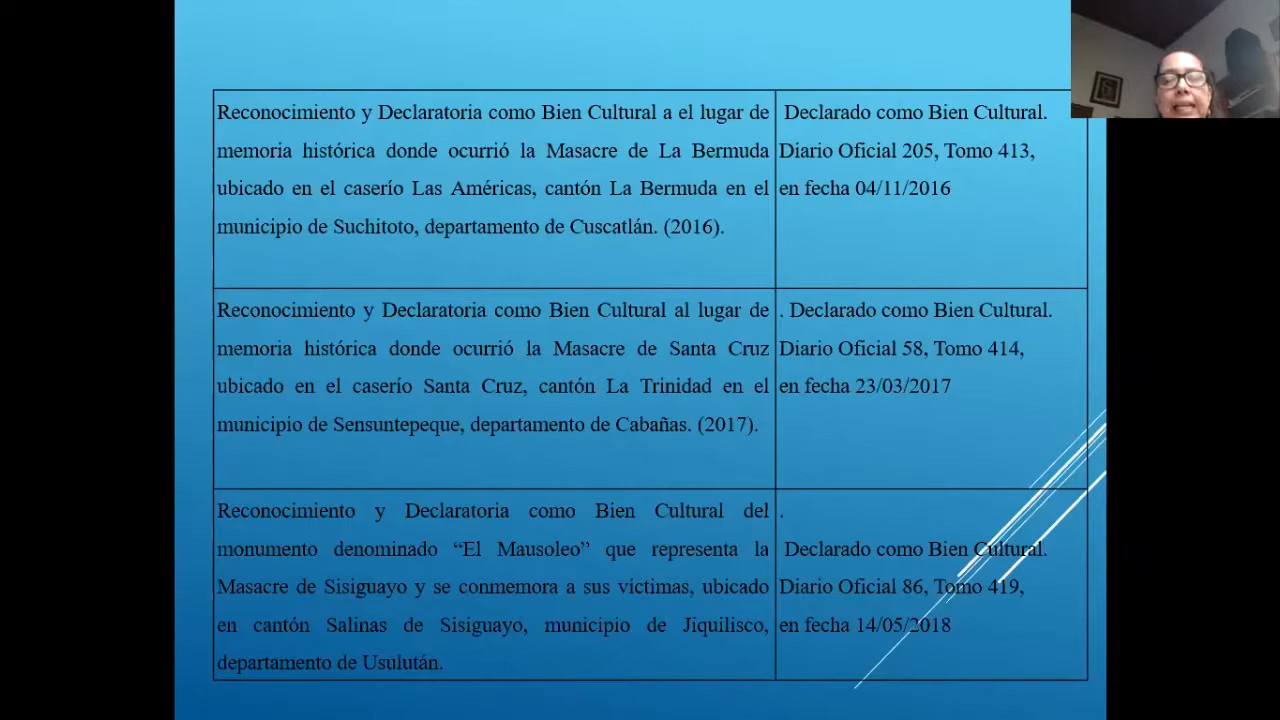 Reconocimiento y Declaratoria como Bien Cultural a el lugar de
memoria histórica donde ocurrió la Masacre de La Bermuda
ubicado en el caserío Las Américas, cantón La Bermuda en el
municipio de Suchitoto, departamento de Cuscatlán. (2016).
Declarado como Bien Cultural.
Diario Oficial 205, Tomo 413,
en fecha 04/11/2016
Reconocimiento y Declaratoria como Bien Cultural al lugar de
memoria histórica donde ocurrió la Masacre de Santa Cruz
ubicado en el caserío Santa Cruz, cantón La Trinidad en el
municipio de Sensuntepeque, departamento de Cabañas. (2017).
. Declarado como Bien Cultural.
Diario Oficial 58, Tomo 414,
en fecha 23/03/2017
Reconocimiento y Declaratoria como Bien Cultural del
monumento denominado “El Mausoleo” que representa la
Masacre de Sisiguayo y se conmemora a sus víctimas, ubicado
en cantón Salinas de Sisiguayo, municipio de Jiquilisco,
departamento de Usulután.
.
Declarado como Bien Cultural.
Diario Oficial 86, Tomo 419,
en fecha 14/05/2018